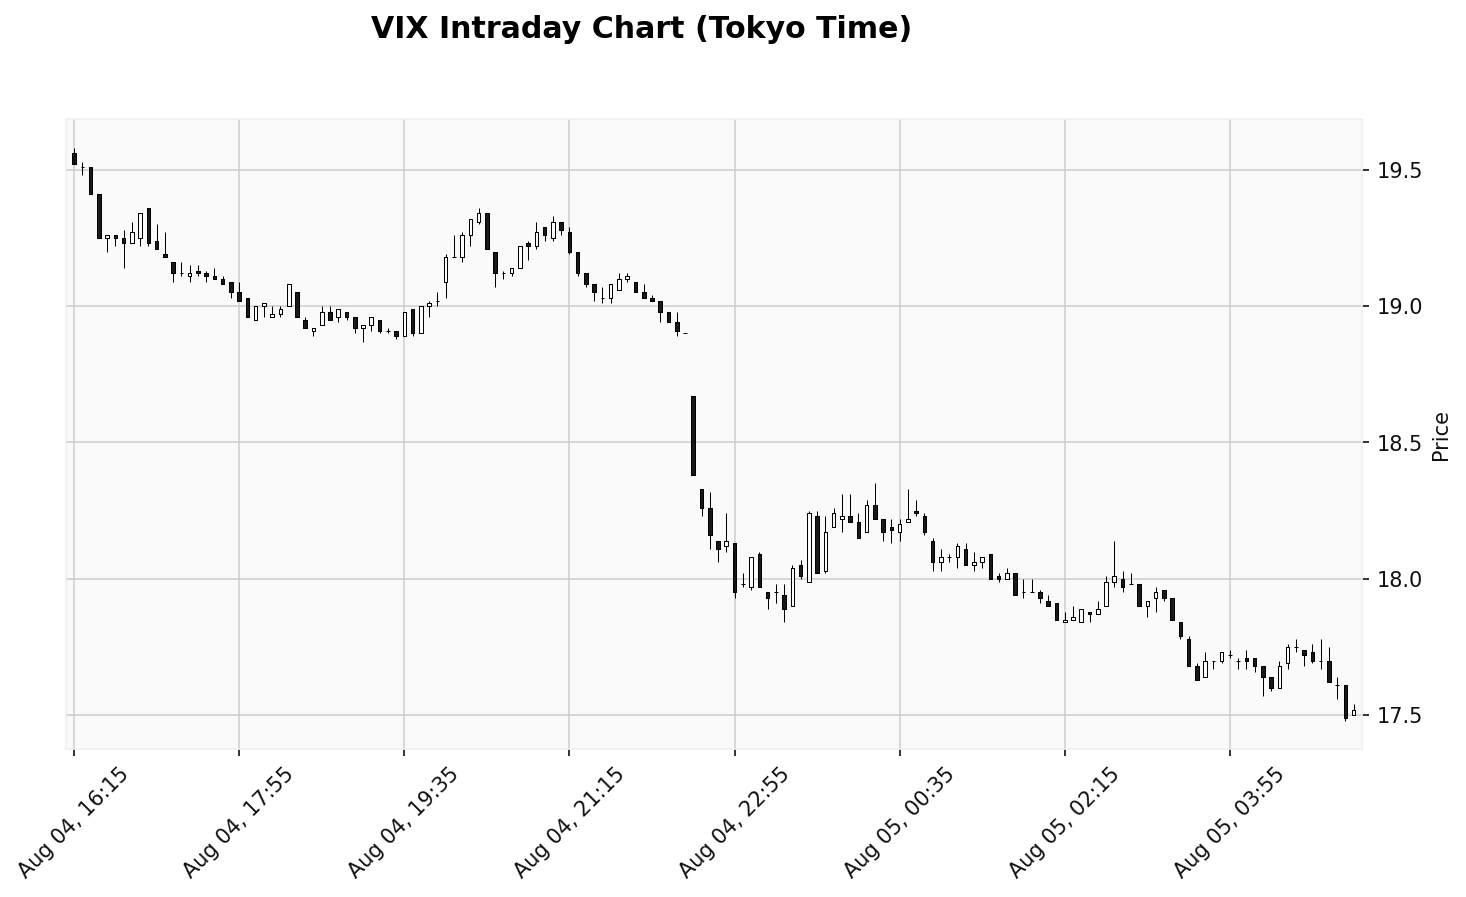 VIX Intraday Chart (Tokyo Time)
19.5
19.0
18.5
18.0
17.5
Price
Aug 04, 16:15
Aug 04, 17:55
Aug 04, 19:35
Aug 04, 21:15
Aug 04, 22:55
Aug 05, 00:35
Aug 05, 02:15
Aug 05, 03:55